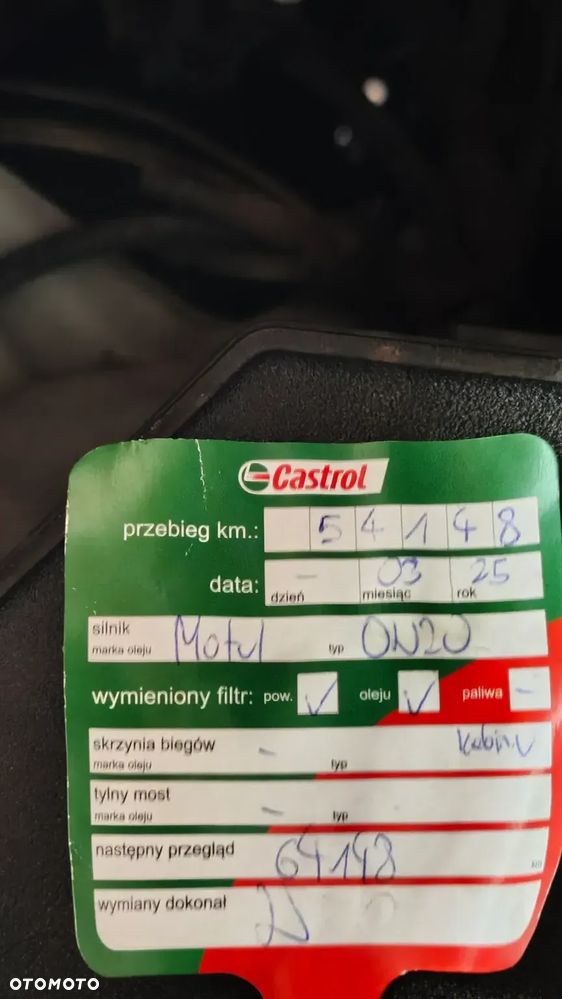 Castrol
przebieg km.: 54148
data: - 03 25
dzień miesiąc rok
silnik Motul typ 0W20
marka oleju
wymieniony filtr: pow. ✓ oleju ✓ paliwa -
skrzynia biegów - kabin. ✓
marka oleju typ
tylny most -
marka oleju typ
następny przegląd 64148
wymiany dokonał
OTOMOTO